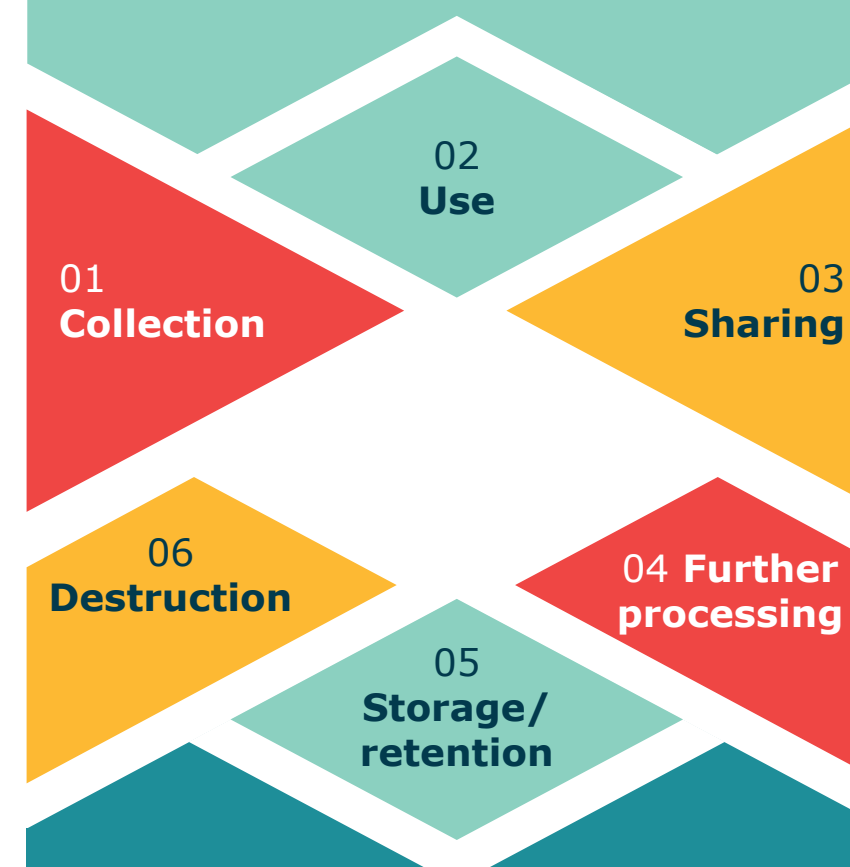 01
Collection
02
Use
03
Sharing
04 Further
processing
05
Storage/
retention
06
Destruction